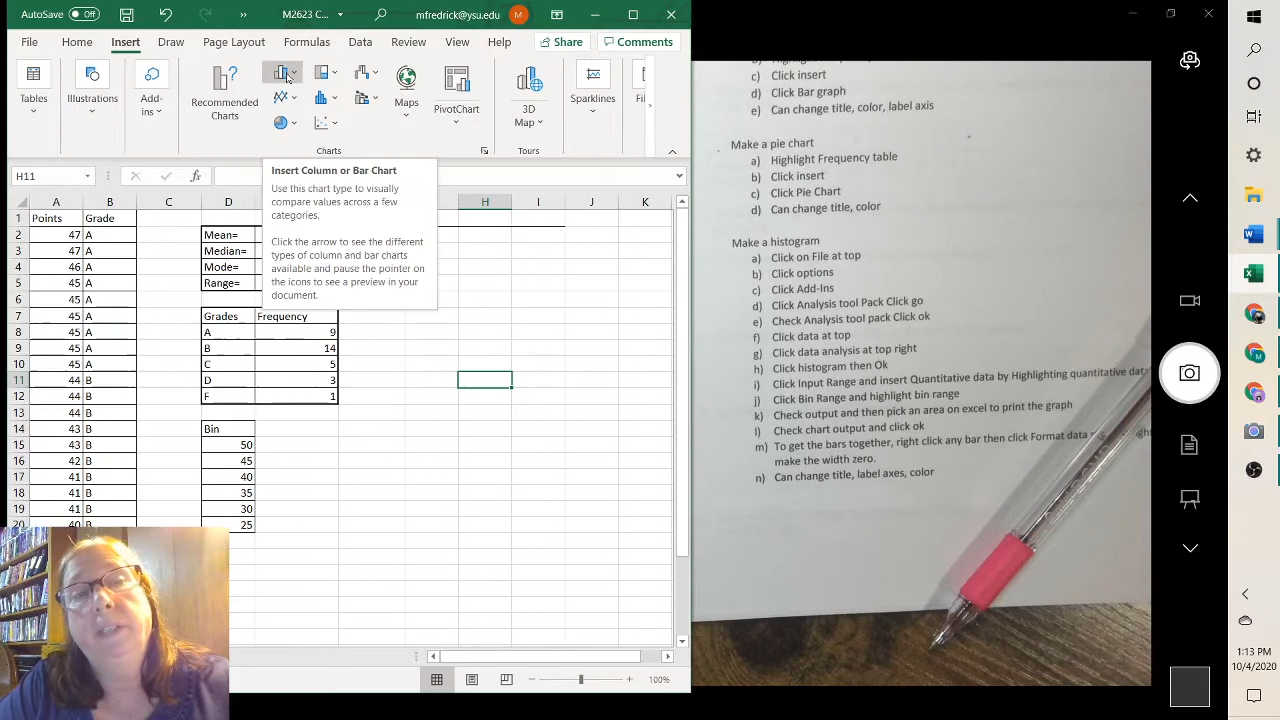 AutoSave Off M2623 C... mfredrick@ysu.edu M
File Home Insert Draw Page Layout Formulas Data Review View Help Share Comments
Tables Illustrations Add-ins Recommended Charts Maps PivotChart 3D Map Sparklines Fil
Charts
H11 fx
Insert Column or Bar Chart
Use this chart type to visually
compare values across a few
categories.
Click the arrow to see the different
types of column and bar charts
available and pause the pointer on
the icons to see a preview in your
document.
A B C D H I J K
1 Points Grade
2 47 A Mean=
3 47 A Median=
4 46 A Mode=
5 45 A Range=
6 45 A
7 45 A Grades Frequency
8 45 A A 9
9 45 A B 14
10 45 A C 5
11 44 B D 3
12 44 B F 1
13 44 B
14 43 B Bin
15 43 B 50
16 42 B 45
17 41 B 40
18 41 B 35
19 41 B 30
20 40 B 25
100%
c) Click insert
d) Click Bar graph
e) Can change title, color, label axis
Make a pie chart
a) Highlight Frequency table
b) Click insert
c) Click Pie Chart
d) Can change title, color
Make a histogram
a) Click on File at top
b) Click options
c) Click Add-Ins
d) Click Analysis tool Pack Click go
e) Check Analysis tool pack Click ok
f) Click data at top
g) Click data analysis at top right
h) Click histogram then Ok
i) Click Input Range and insert Quantitative data by Highlighting quantitative dat
j) Click Bin Range and highlight bin range
k) Check output and then pick an area on excel to print the graph
l) Check chart output and click ok
m) To get the bars together, right click any bar then click Format data
make the width zero.
n) Can change title, label axes, color
1:13 PM
10/4/2020